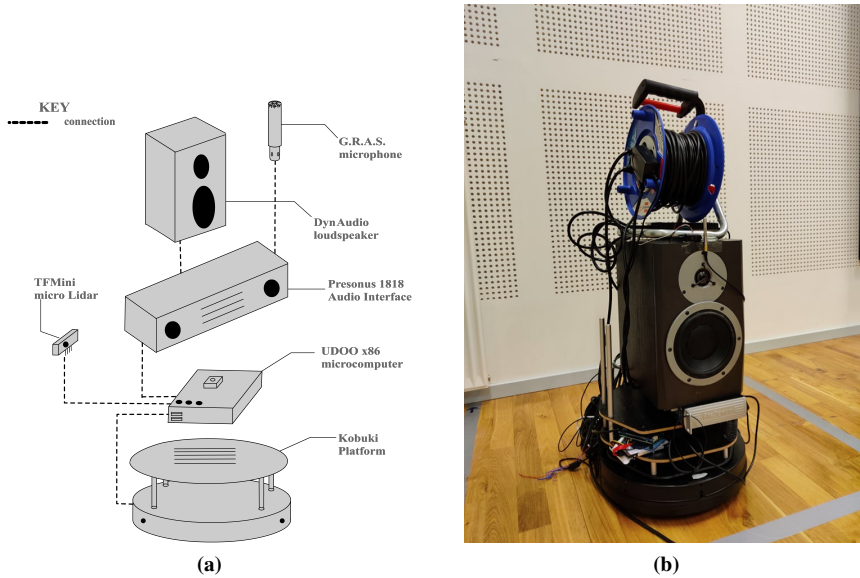 KEY
connection
G.R.A.S.
microphone
DynAudio
loudspeaker
TFMini
micro Lidar
Presonus 1818
Audio Interface
UDOO x86
microcomputer
Kobuki
Platform
(a)
(b)